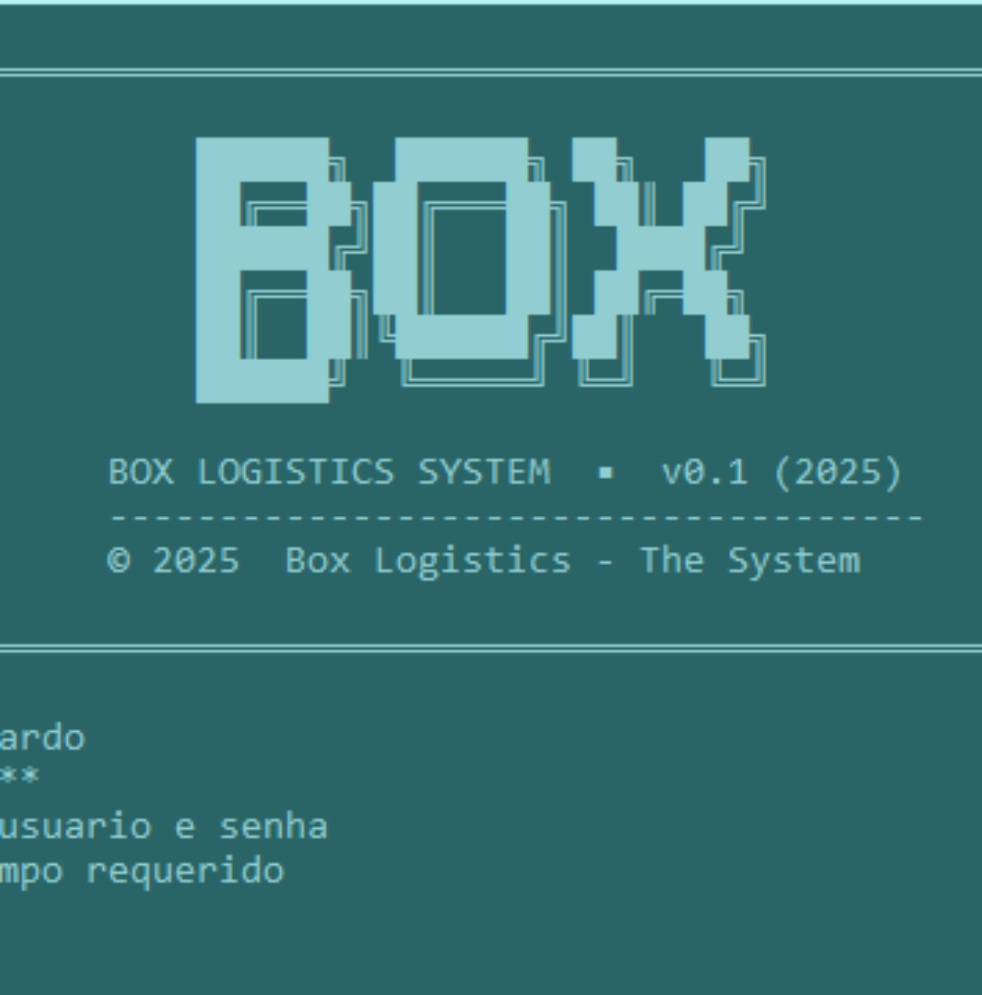 BOX
BOX LOGISTICS SYSTEM ▪ v0.1 (2025)
---------------------------------------
© 2025 Box Logistics - The System
ardo
**
usuario e senha
mpo requerido